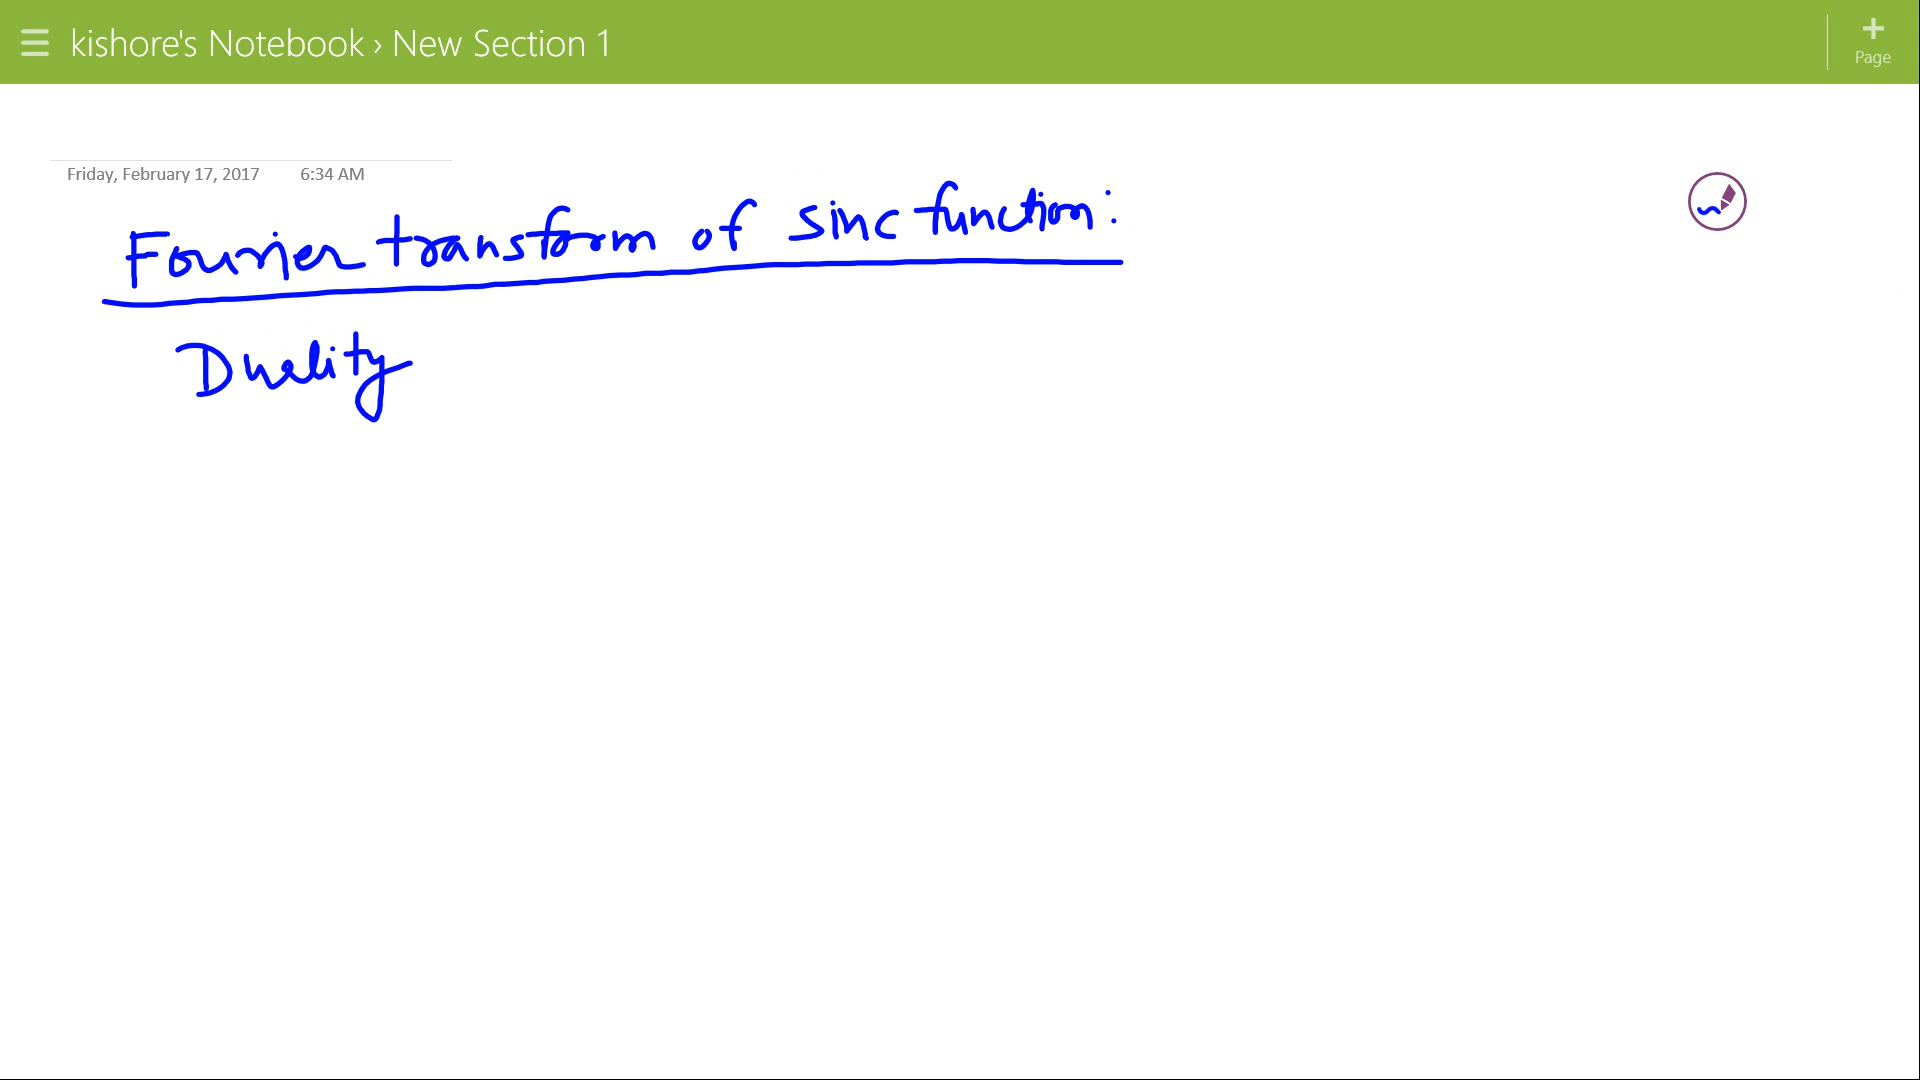 kishore's Notebook › New Section 1
Page
Friday, February 17, 2017 6:34 AM
Fourier transform of sinc function:
Duality